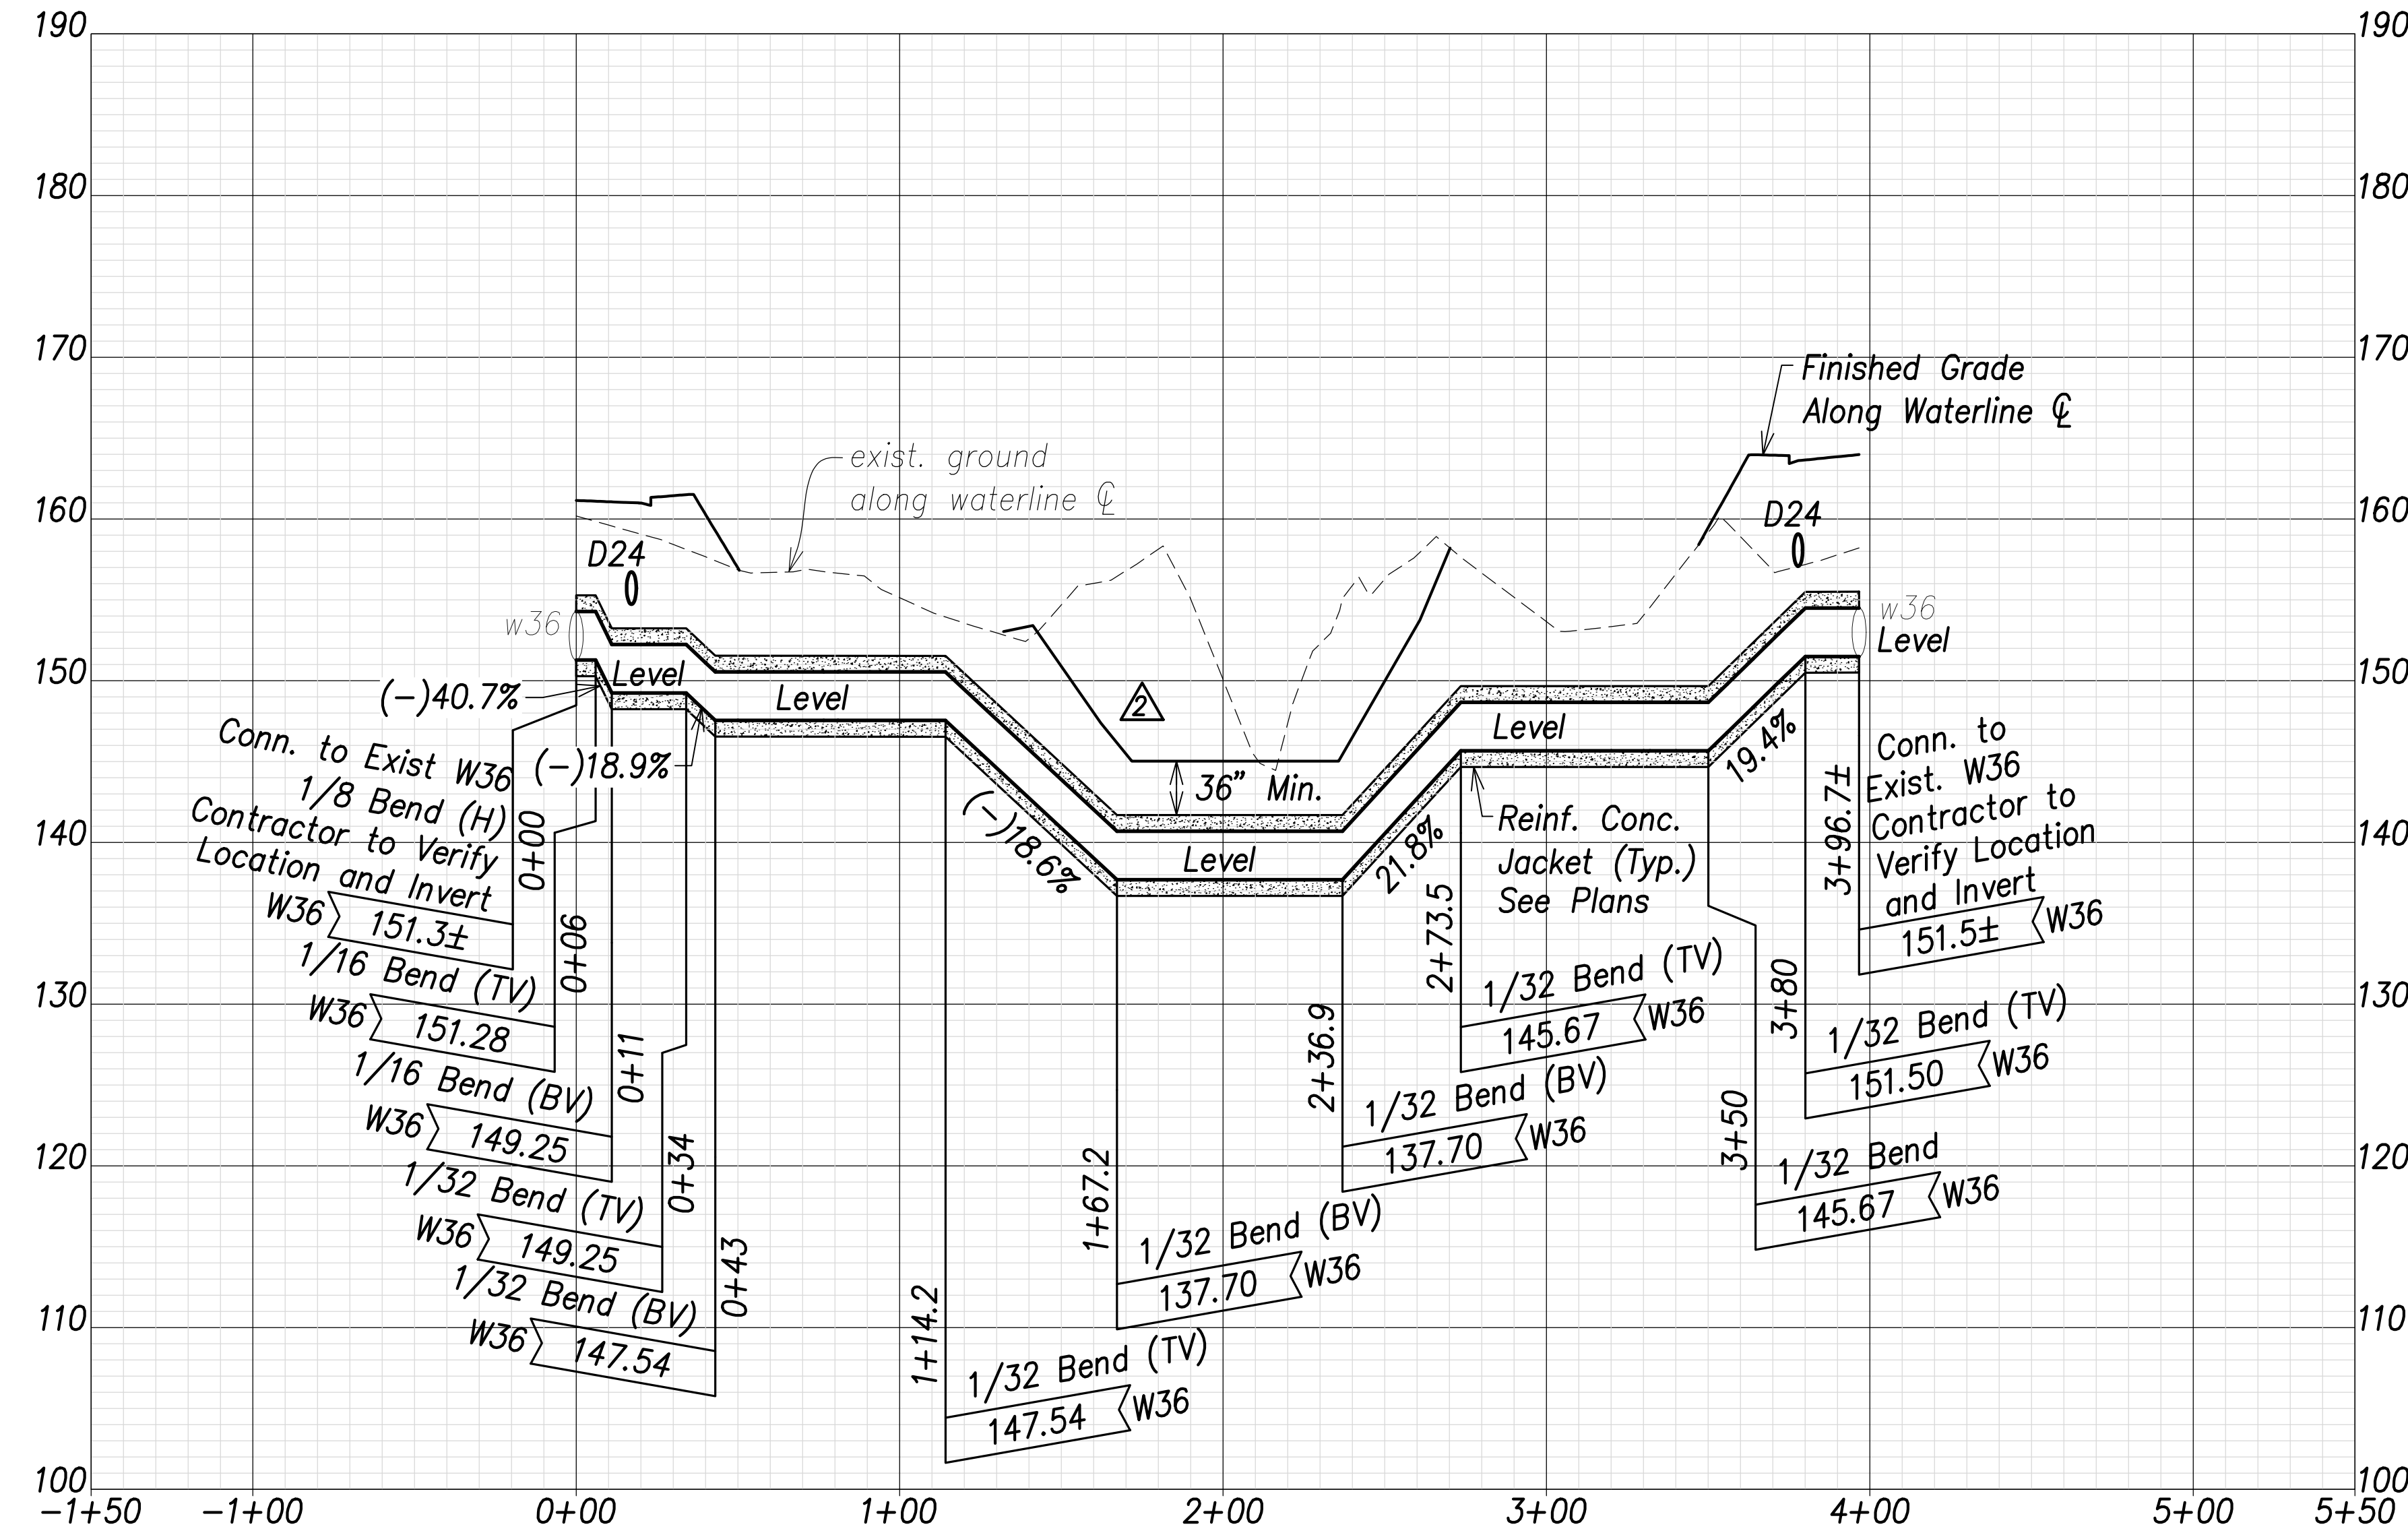 190
190
180
180
170
170
Finished Grade
Along Waterline ℄
exist. ground
along waterline ℄
160
160
D24
D24
w36
w36
Level
150
150
Level
Level
Level
(-)40.7%
(-)18.9%
Conn. to Exist W36
1/8 Bend (H)
Contractor to Verify
Location and Invert
W36
151.3±
0+00
2
36” Min.
(-)18.6%
Level
21.8%
19.4%
Reinf. Conc.
Jacket (Typ.)
See Plans
Conn. to
Exist. W36
Contractor to
Verify Location
and Invert
151.5±
W36
3+96.7±
140
140
1/16 Bend (TV)
W36
151.28
0+06
1/16 Bend (BV)
W36
149.25
0+11
1/32 Bend (TV)
W36
149.25
0+34
1/32 Bend (BV)
W36
147.54
0+43
1+14.2
1/32 Bend (TV)
147.54
W36
1+67.2
1/32 Bend (BV)
137.70
W36
2+36.9
1/32 Bend (BV)
137.70
W36
2+73.5
1/32 Bend (TV)
145.67
W36
3+50
1/32 Bend
145.67
W36
3+80
1/32 Bend (TV)
151.50
W36
130
130
120
120
110
110
100
100
-1+50
-1+00
0+00
1+00
2+00
3+00
4+00
5+00
5+50